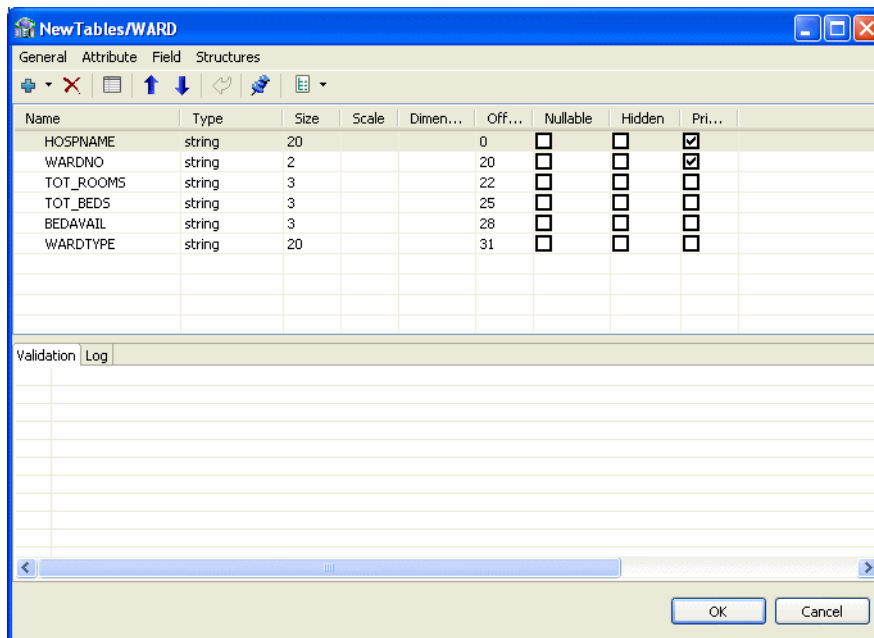 NewTables/WARD
General Attribute Field Structures
Name Type Size Scale Dimen... Off... Nullable Hidden Pri...
HOSPNAME string 20 0
WARDNO string 2 20
TOT_ROOMS string 3 22
TOT_BEDS string 3 25
BEDAVAIL string 3 28
WARDTYPE string 20 31
Validation Log
OK Cancel